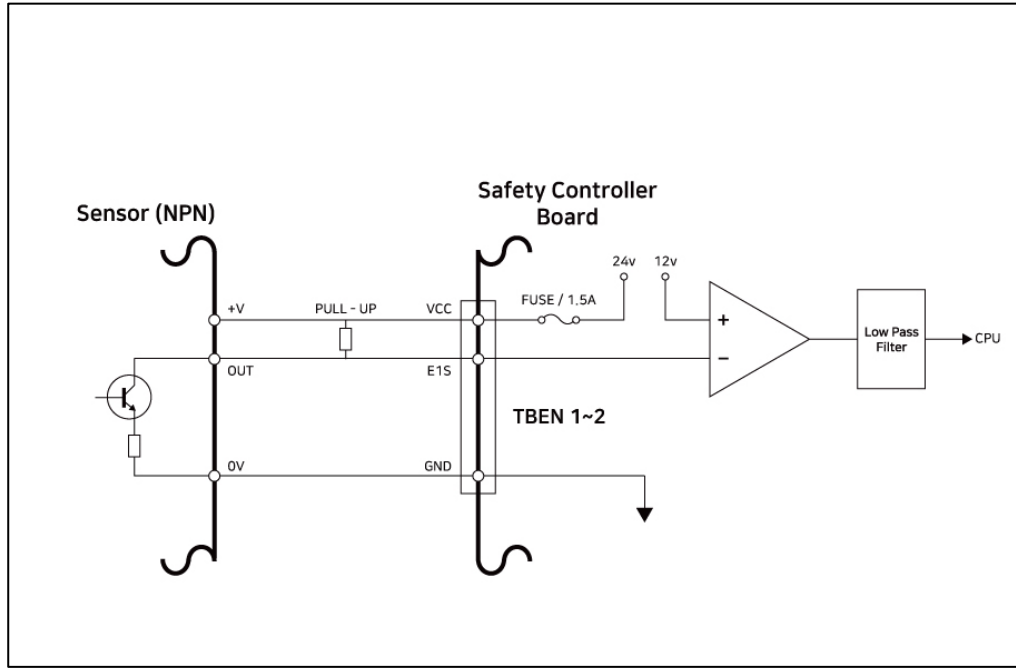 Safety Controller
Board
Sensor (NPN)
24v
12v
FUSE / 1.5A
+V
PULL - UP
VCC
+
Low Pass
Filter
CPU
−
OUT
E1S
TBEN 1~2
0V
GND